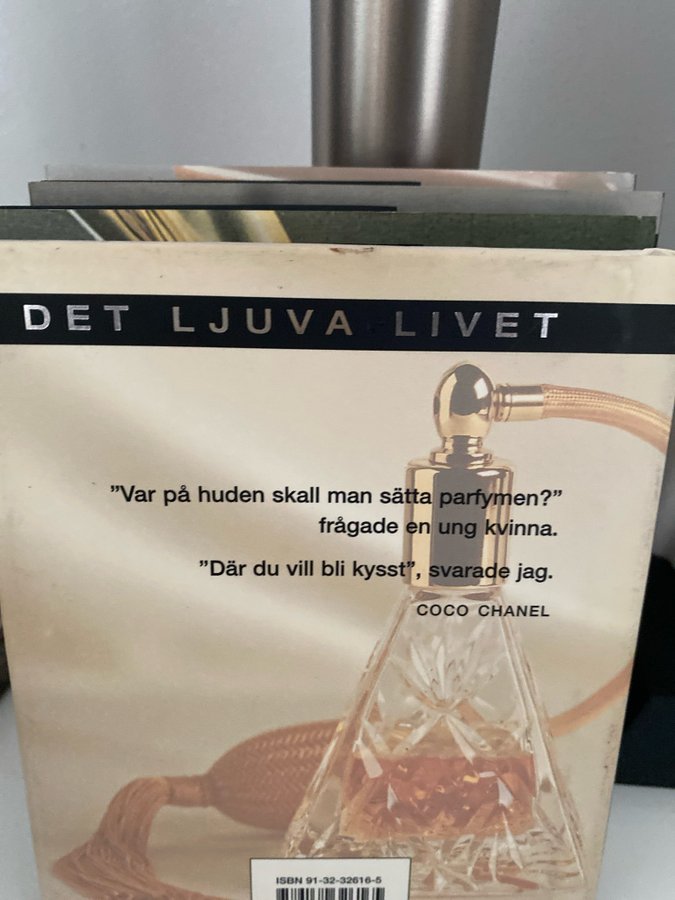 DET LJUVA LIVET
”Var på huden skall man sätta parfymen?”
frågade en ung kvinna.
”Där du vill bli kysst”, svarade jag.
COCO CHANEL
ISBN 91-32-32616-5